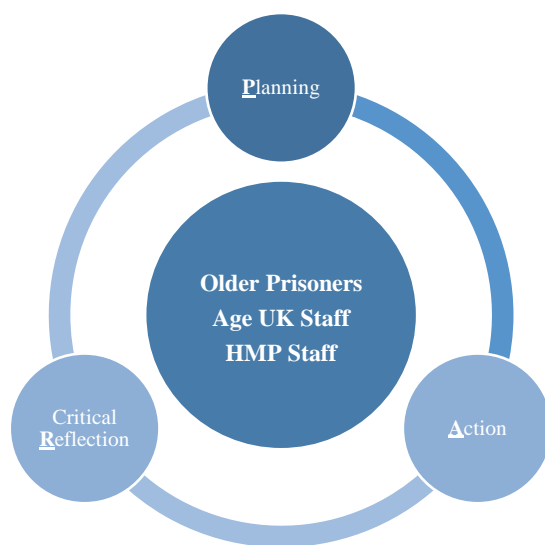 Planning
Older Prisoners
Age UK Staff
HMP Staff
Critical
Reflection
Action